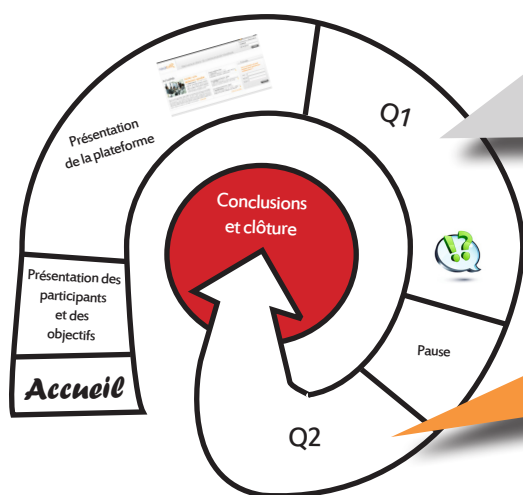 Accueil
Présentation des
participants
et des
objectifs
Présentation
de la plateforme
Q1
!?
Pause
Q2
Conclusions
et clôture